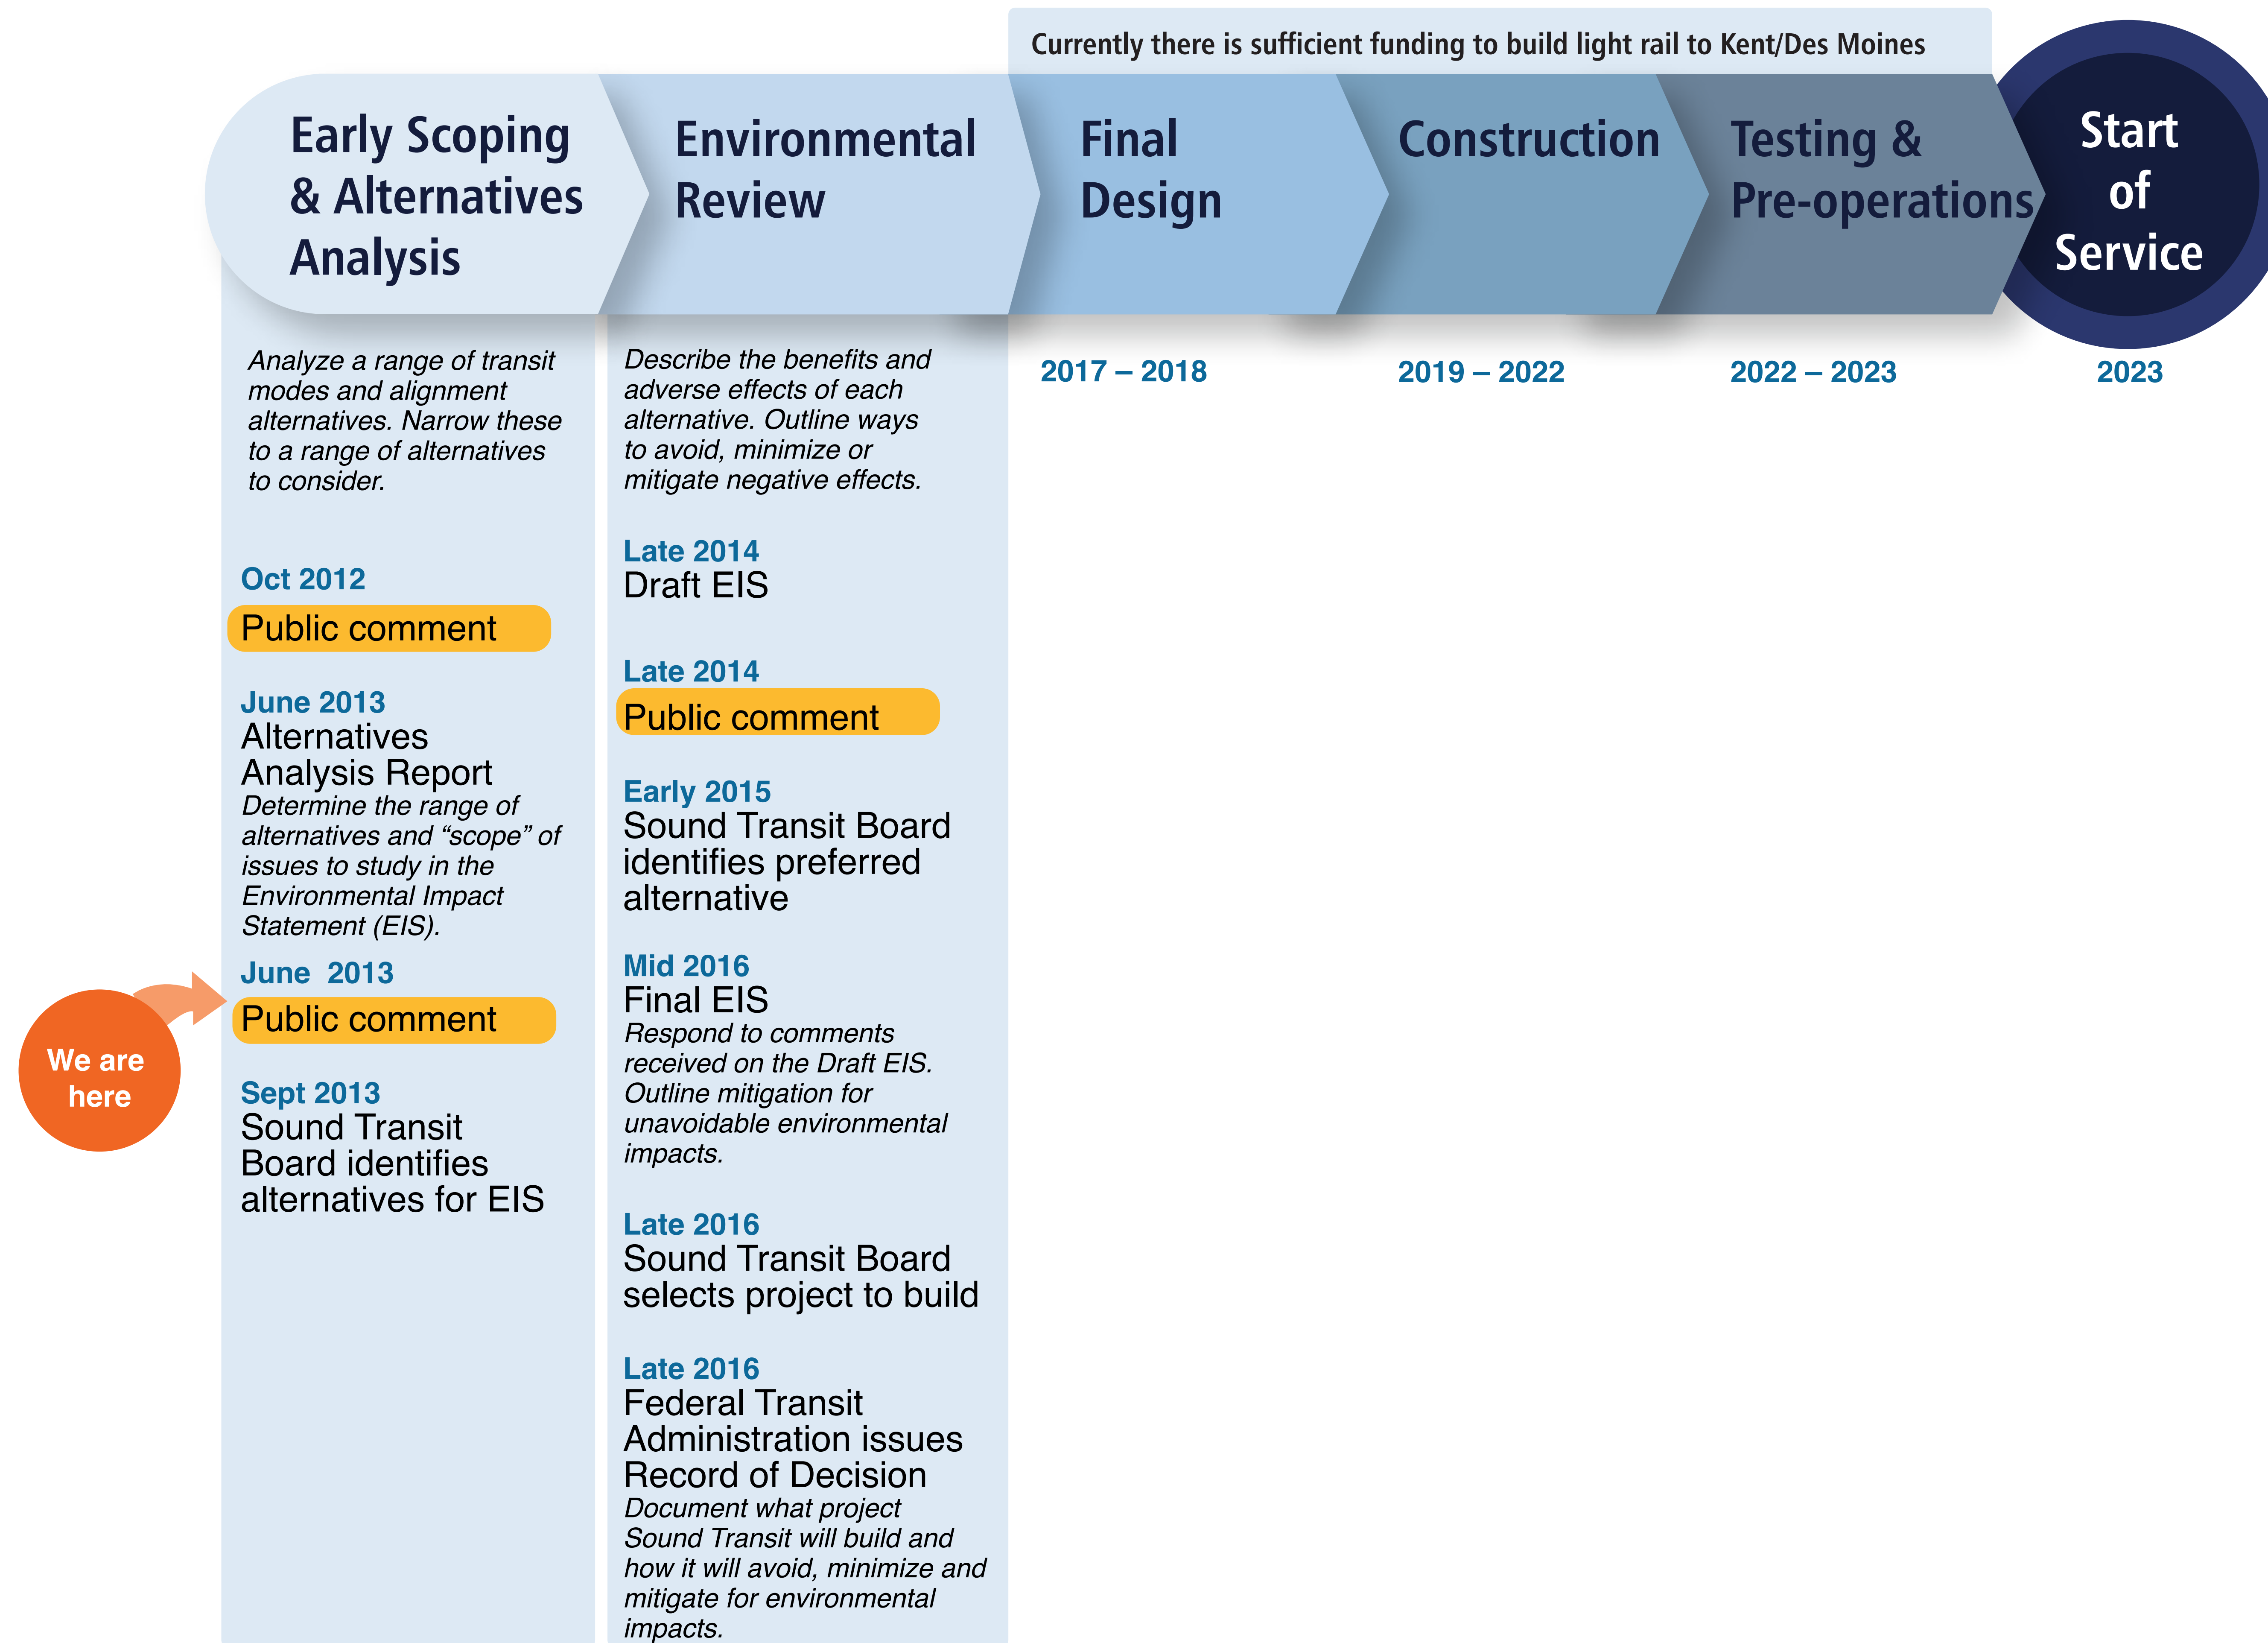 Currently there is sufficient funding to build light rail to Kent/Des Moines
Early Scoping
& Alternatives
Analysis
Environmental
Review
Final
Design
Construction
Testing &
Pre-operations
Start
of
Service
Analyze a range of transit
modes and alignment
alternatives. Narrow these
to a range of alternatives
to consider.
Oct 2012
Public comment
June 2013
Alternatives
Analysis Report
Determine the range of
alternatives and “scope” of
issues to study in the
Environmental Impact
Statement (EIS).
June 2013
Public comment
We are
here
Sept 2013
Sound Transit
Board identifies
alternatives for EIS
Describe the benefits and
adverse effects of each
alternative. Outline ways
to avoid, minimize or
mitigate negative effects.
Late 2014
Draft EIS
Late 2014
Public comment
Early 2015
Sound Transit Board
identifies preferred
alternative
Mid 2016
Final EIS
Respond to comments
received on the Draft EIS.
Outline mitigation for
unavoidable environmental
impacts.
Late 2016
Sound Transit Board
selects project to build
Late 2016
Federal Transit
Administration issues
Record of Decision
Document what project
Sound Transit will build and
how it will avoid, minimize and
mitigate for environmental
impacts.
2017 – 2018
2019 – 2022
2022 – 2023
2023